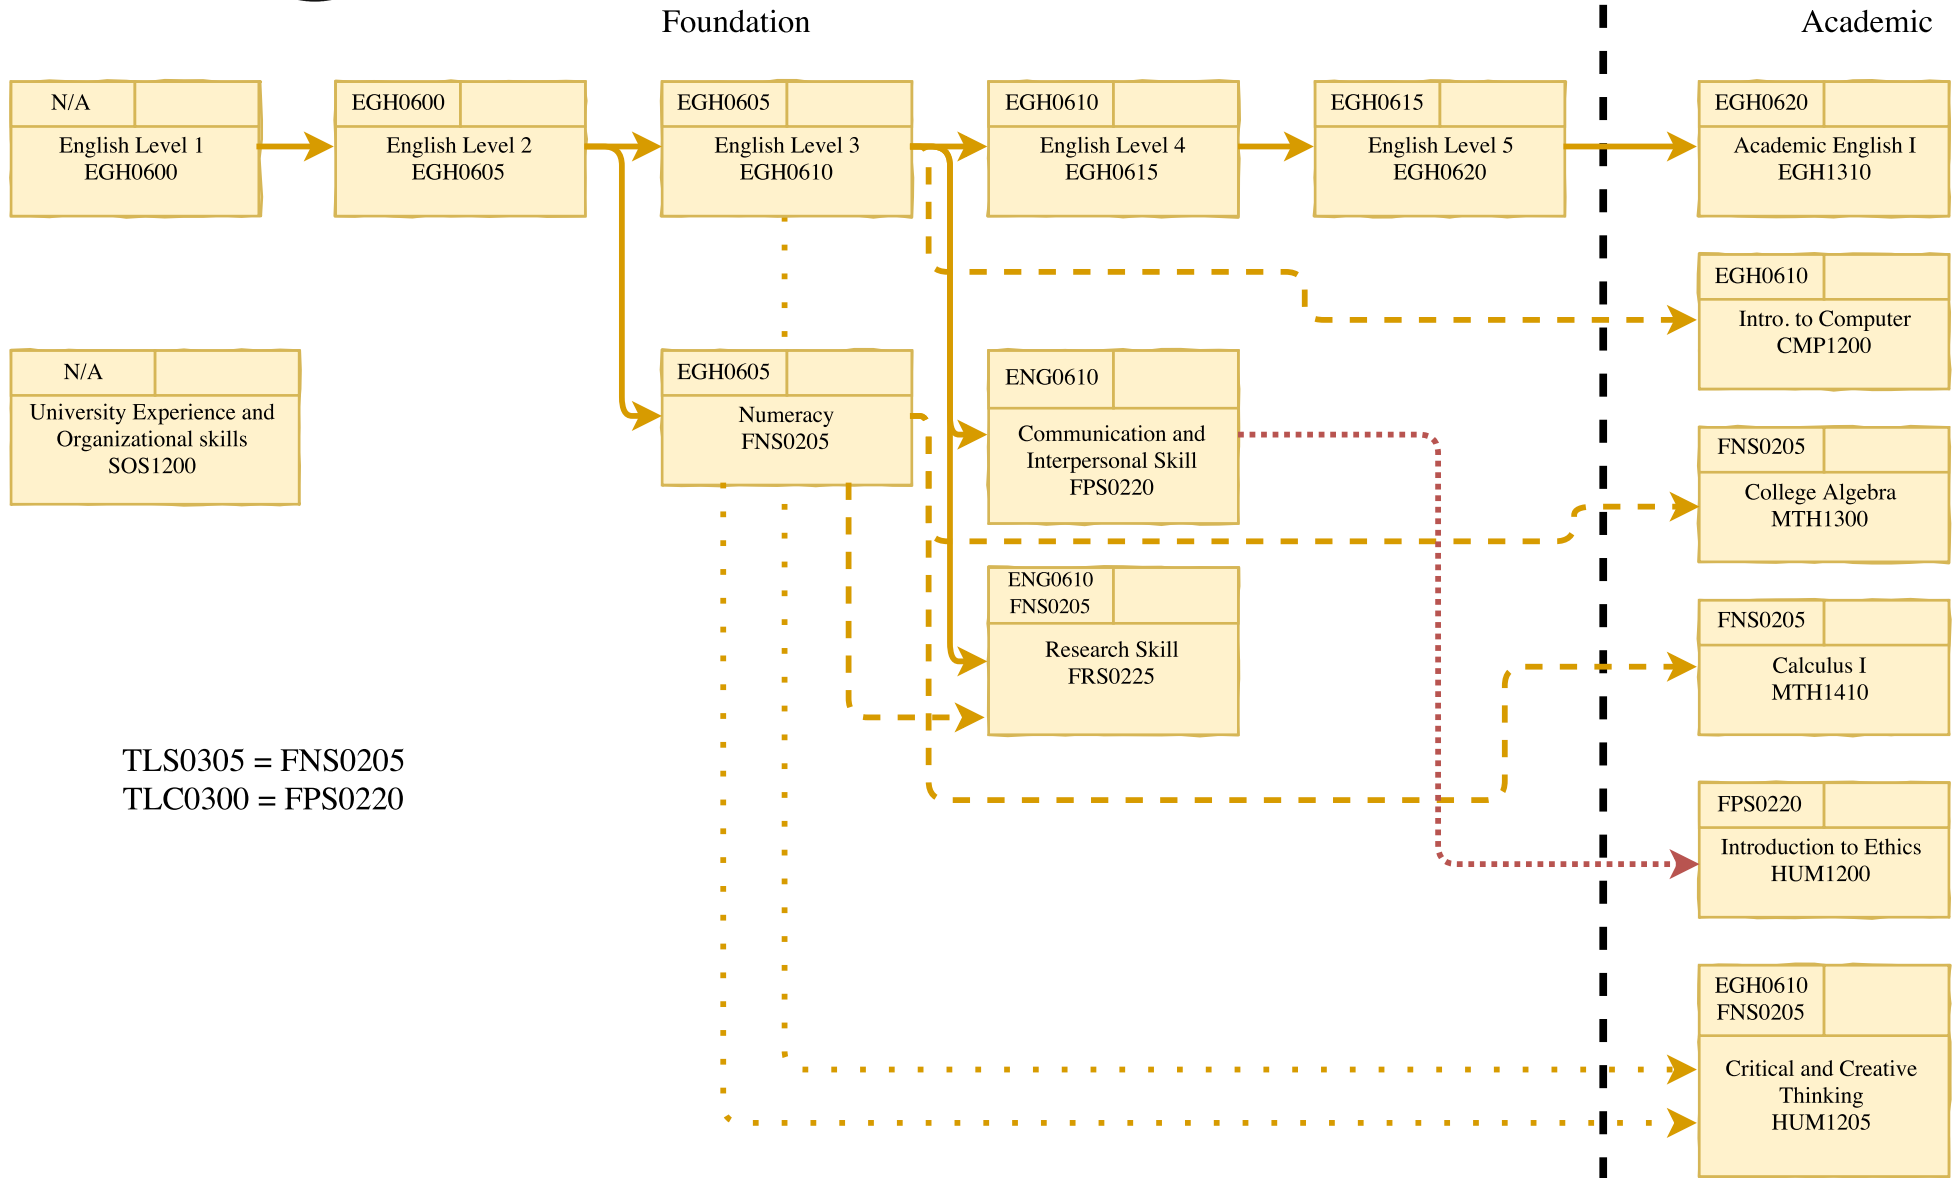 Foundation
Academic
N/A
English Level 1
EGH0600
EGH0600
English Level 2
EGH0605
EGH0605
English Level 3
EGH0610
EGH0610
English Level 4
EGH0615
EGH0615
English Level 5
EGH0620
EGH0620
Academic English I
EGH1310
EGH0610
Intro. to Computer
CMP1200
N/A
University Experience and
Organizational skills
SOS1200
EGH0605
Numeracy
FNS0205
ENG0610
Communication and
Interpersonal Skill
FPS0220
FNS0205
College Algebra
MTH1300
ENG0610
FNS0205
Research Skill
FRS0225
FNS0205
Calculus I
MTH1410
TLS0305 = FNS0205
TLC0300 = FPS0220
FPS0220
Introduction to Ethics
HUM1200
EGH0610
FNS0205
Critical and Creative
Thinking
HUM1205